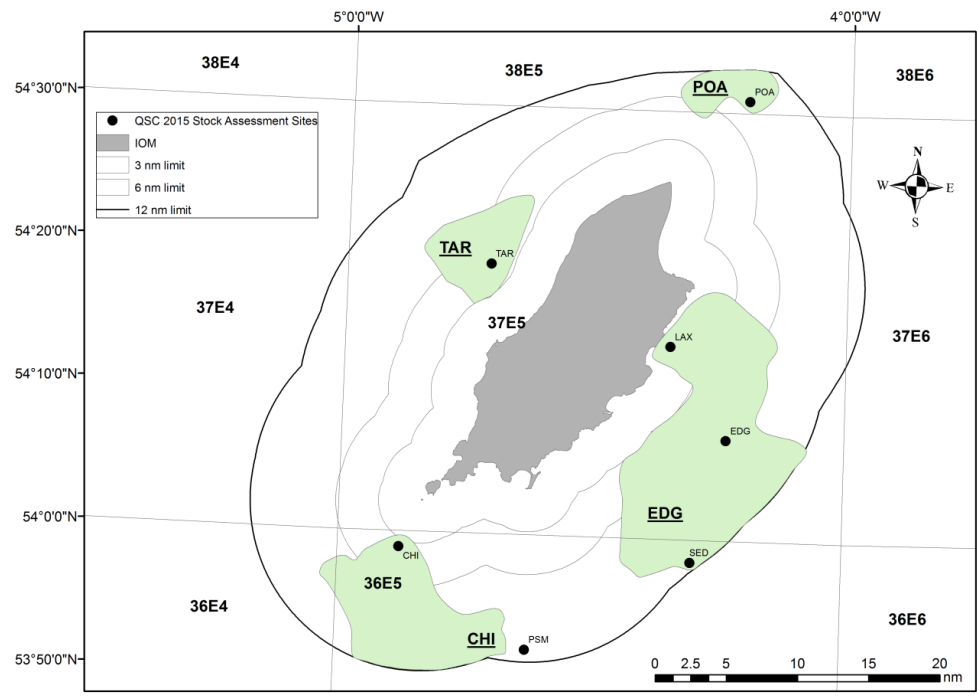 5°0'0"W
4°0'0"W
38E4
38E5
38E6
54°30'0"N
POA
POA
QSC 2015 Stock Assessment Sites
IOM
3 nm limit
6 nm limit
12 nm limit
N
W
E
S
54°20'0"N
TAR
TAR
37E4
37E5
37E6
LAX
54°10'0"N
EDG
EDG
54°0'0"N
CHI
SED
36E5
36E4
36E6
CHI
PSM
53°50'0"N
0 2.5 5 10 15 20
nm